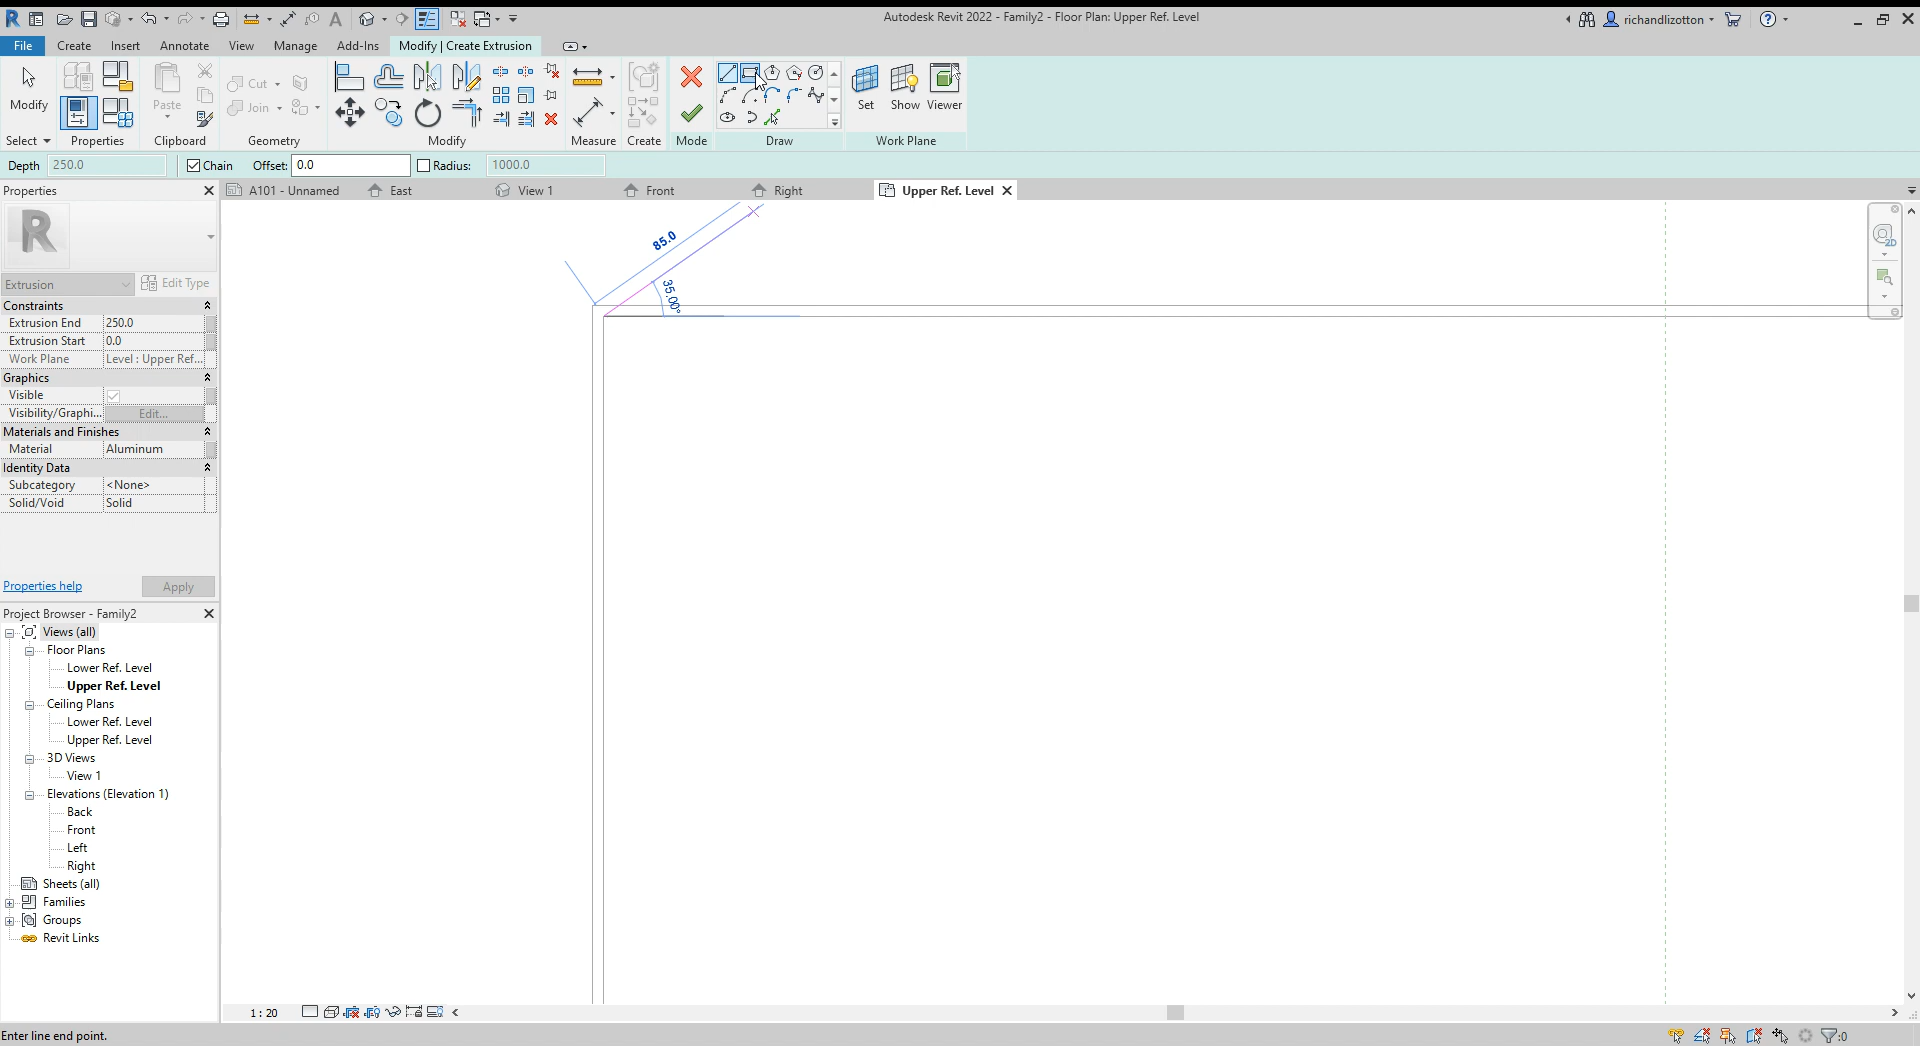 Autodesk Revit 2022 - Family2 - Floor Plan: Upper Ref. Level
richandlizotton
File
Create
Insert
Annotate
View
Manage
Add-Ins
Modify | Create Extrusion
Modify
Paste
Cut
Join
Set
Show
Viewer
Select
Properties
Clipboard
Geometry
Modify
Measure
Create
Mode
Draw
Work Plane
Depth 250.0
Chain
Offset: 0.0
Radius: 1000.0
Properties
A101 - Unnamed
East
View 1
Front
Right
Upper Ref. Level
Extrusion
Edit Type
Constraints
Extrusion End 250.0
Extrusion Start 0.0
Work Plane Level : Upper Ref...
Graphics
Visible
Visibility/Graphi... Edit...
Materials and Finishes
Material Aluminum
Identity Data
Subcategory <None>
Solid/Void Solid
Properties help
Apply
85.0
35.00°
2D
Project Browser - Family2
Views (all)
Floor Plans
Lower Ref. Level
Upper Ref. Level
Ceiling Plans
Lower Ref. Level
Upper Ref. Level
3D Views
View 1
Elevations (Elevation 1)
Back
Front
Left
Right
Sheets (all)
Families
Groups
Revit Links
1 : 20
Enter line end point.
:0